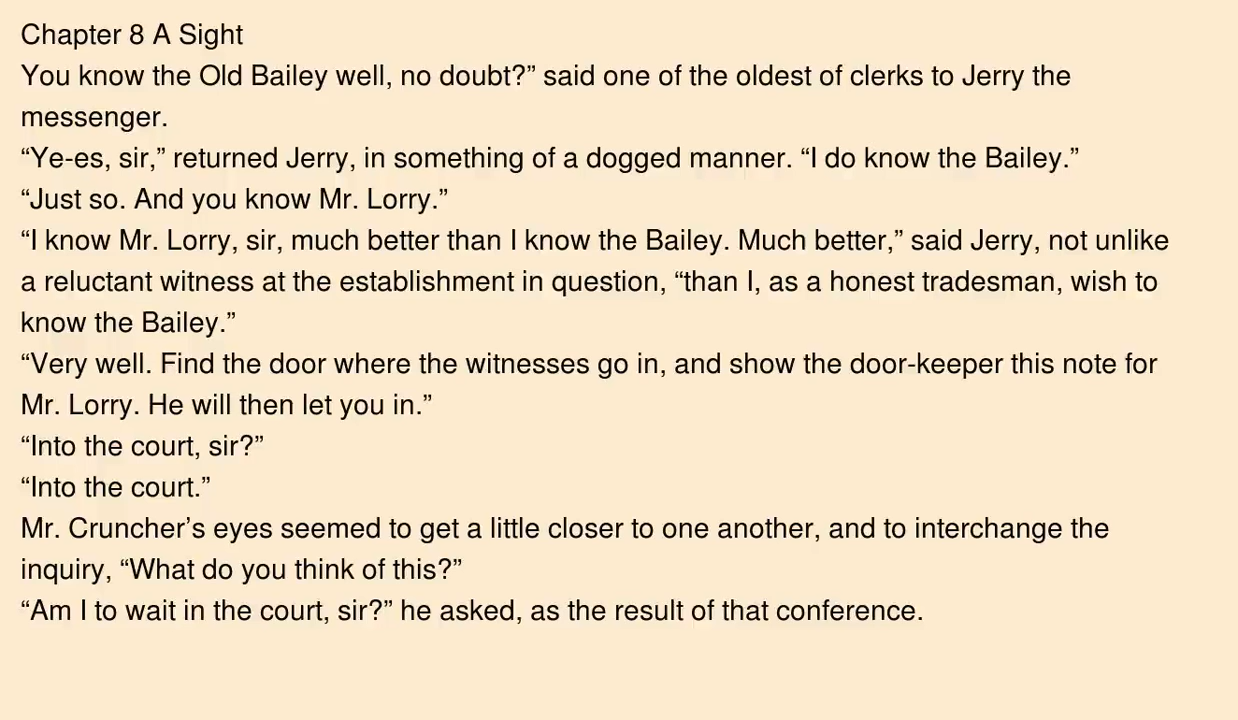 Chapter 8 A Sight
You know the Old Bailey well, no doubt?” said one of the oldest of clerks to Jerry the
messenger.
“Ye-es, sir,” returned Jerry, in something of a dogged manner. “I do know the Bailey.”
“Just so. And you know Mr. Lorry.”
“I know Mr. Lorry, sir, much better than I know the Bailey. Much better,” said Jerry, not unlike
a reluctant witness at the establishment in question, “than I, as a honest tradesman, wish to
know the Bailey.”
“Very well. Find the door where the witnesses go in, and show the door-keeper this note for
Mr. Lorry. He will then let you in.”
“Into the court, sir?”
“Into the court.”
Mr. Cruncher’s eyes seemed to get a little closer to one another, and to interchange the
inquiry, “What do you think of this?”
“Am I to wait in the court, sir?” he asked, as the result of that conference.